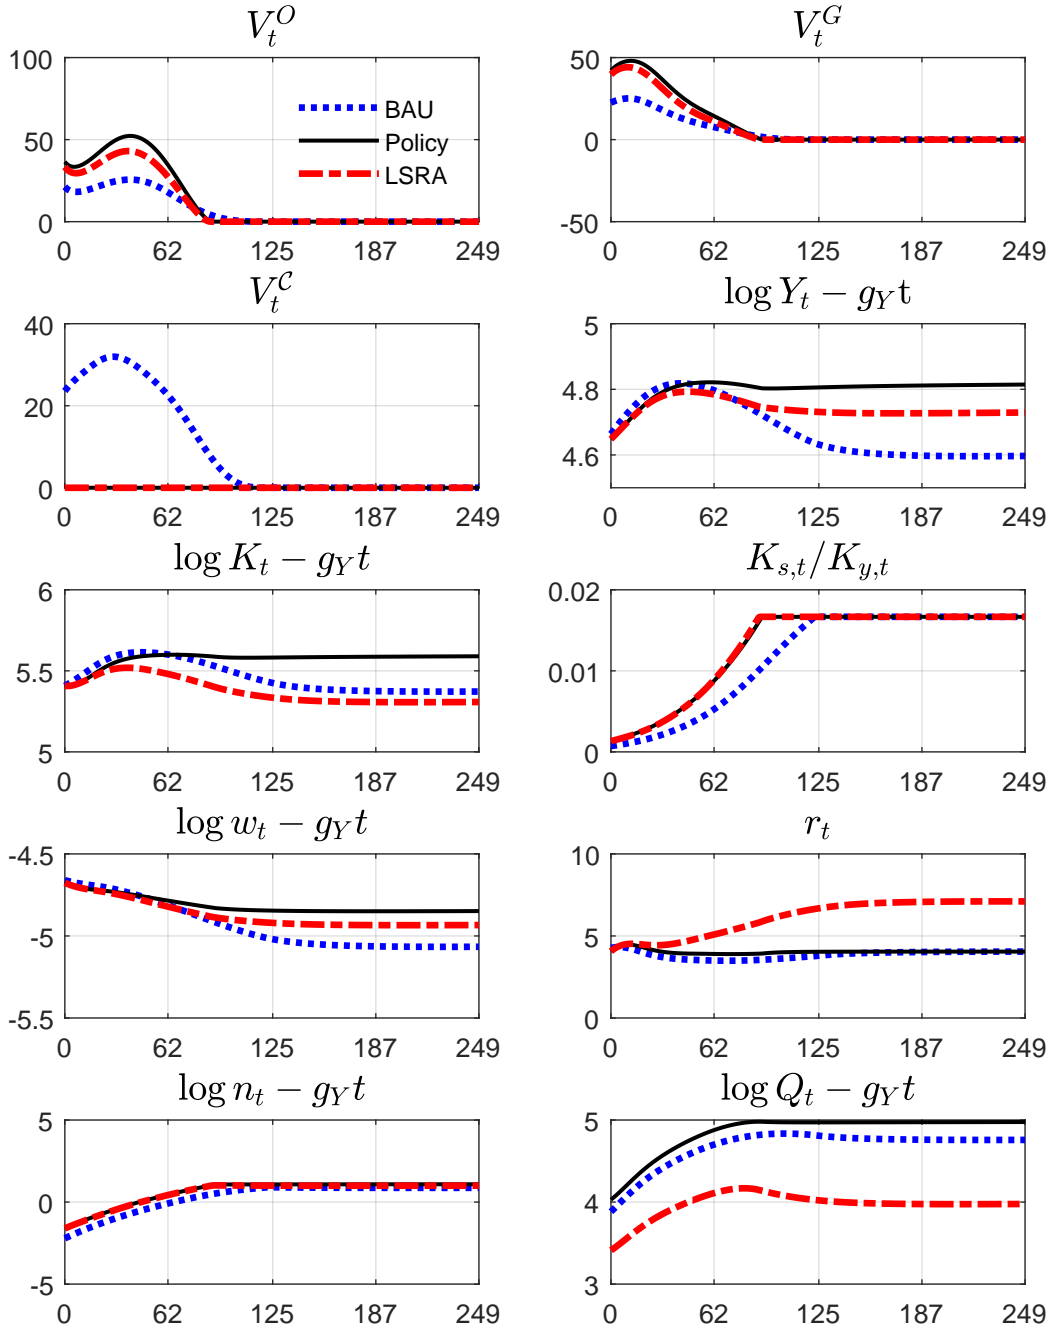 V_t^O
100
50
0
0 62 125 187 249
BAU
Policy
LSRA
V_t^G
50
0
-50
0 62 125 187 249
V_t^𝒞
40
20
0
0 62 125 187 249
log Y_t − g_Y t
5
4.8
4.6
0 62 125 187 249
log K_t − g_Y t
6
5.5
5
0 62 125 187 249
K_{s,t}/K_{y,t}
0.02
0.01
0
0 62 125 187 249
log w_t − g_Y t
-4.5
-5
-5.5
0 62 125 187 249
r_t
10
5
0
0 62 125 187 249
log n_t − g_Y t
5
0
-5
0 62 125 187 249
log Q_t − g_Y t
5
4
3
0 62 125 187 249